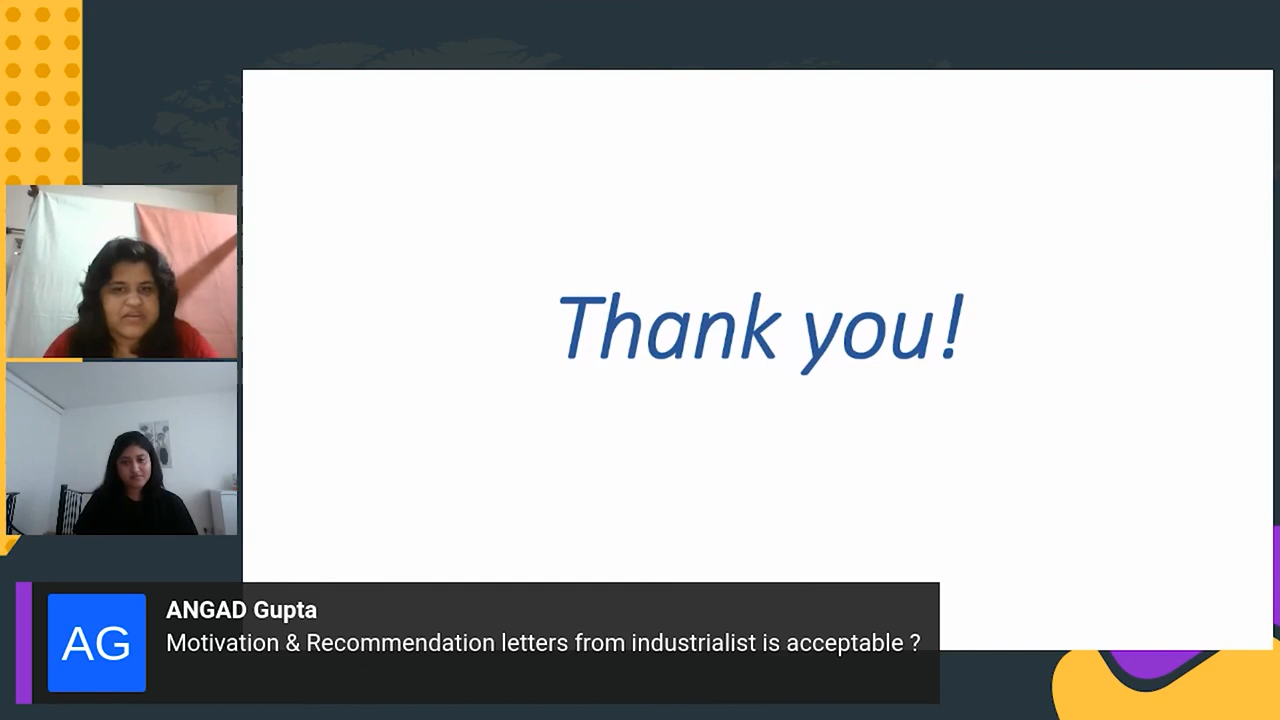 Thank you!
AG
ANGAD Gupta
Motivation & Recommendation letters from industrialist is acceptable ?